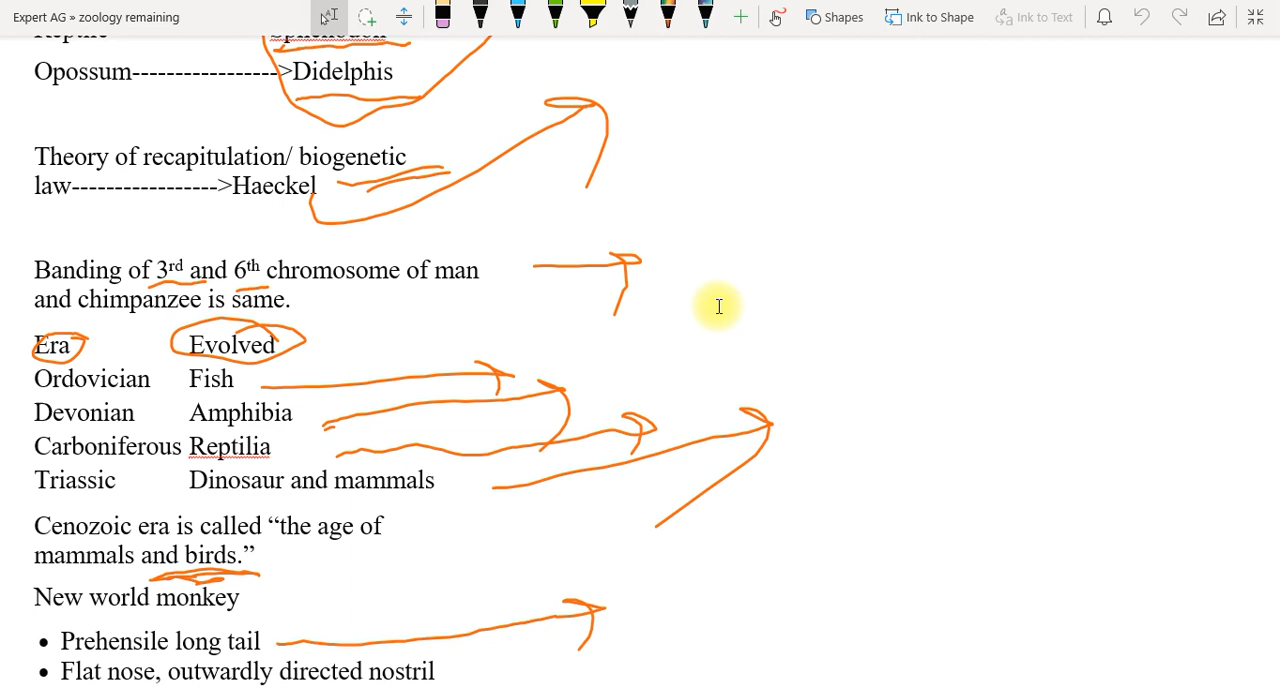 Expert AG » zoology remaining
Shapes
Ink to Shape
Ink to Text
Reptile Sphenodon
Opossum----------------->Didelphis
Theory of recapitulation/ biogenetic
law----------------->Haeckel
Banding of 3rd and 6th chromosome of man
and chimpanzee is same.
Era Evolved
Ordovician Fish
Devonian Amphibia
Carboniferous Reptilia
Triassic Dinosaur and mammals
Cenozoic era is called “the age of
mammals and birds.”
New world monkey
• Prehensile long tail
• Flat nose, outwardly directed nostril